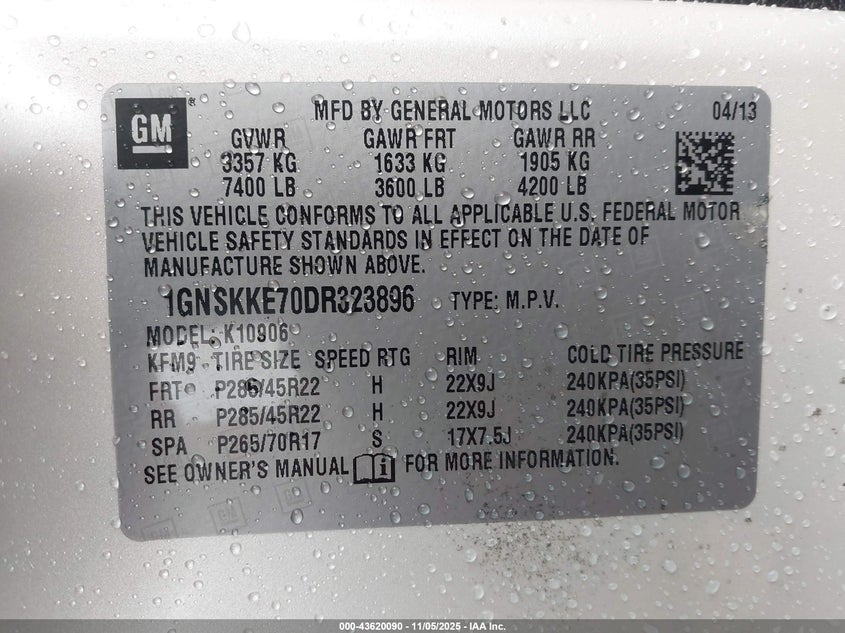 GM ®
MFD BY GENERAL MOTORS LLC 04/13
GVWR GAWR FRT GAWR RR
3357 KG 1633 KG 1905 KG
7400 LB 3600 LB 4200 LB
THIS VEHICLE CONFORMS TO ALL APPLICABLE U.S. FEDERAL MOTOR
VEHICLE SAFETY STANDARDS IN EFFECT ON THE DATE OF
MANUFACTURE SHOWN ABOVE.
1GNSKKE70DR323896 TYPE: M.P.V.
MODEL: K10906
KFM9 TIRE SIZE SPEED RTG RIM COLD TIRE PRESSURE
FRT P285/45R22 H 22X9J 240KPA(35PSI)
RR P285/45R22 H 22X9J 240KPA(35PSI)
SPA P265/70R17 S 17X7.5J 240KPA(35PSI)
SEE OWNER'S MANUAL i FOR MORE INFORMATION.
000-43620090 - 11/05/2025 - IAA Inc.